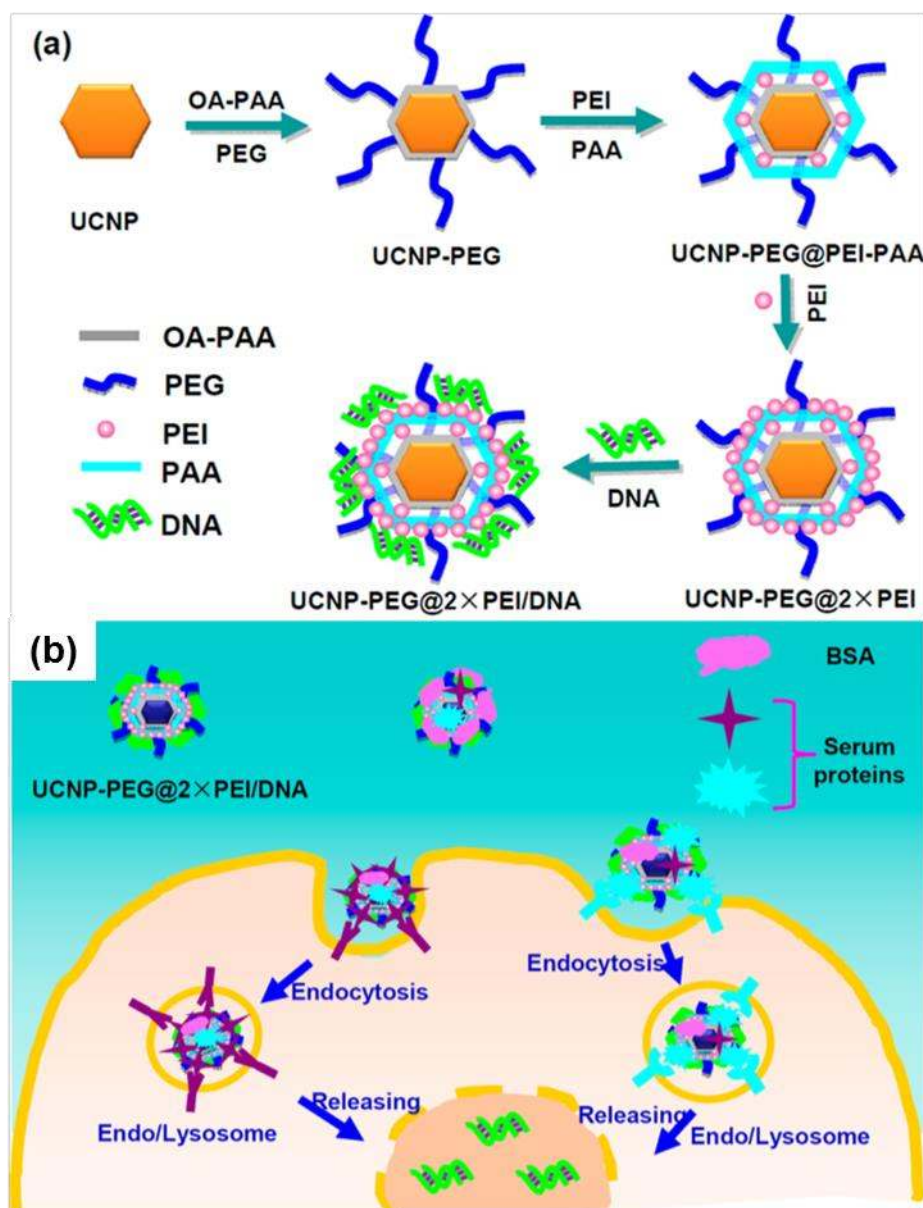 (a)
OA-PAA
PEG
PEI
PAA
UCNP
UCNP-PEG
UCNP-PEG@PEI-PAA
PEI
OA-PAA
PEG
PEI
PAA
DNA
DNA
UCNP-PEG@2×PEI/DNA
UCNP-PEG@2×PEI
(b)
BSA
Serum
proteins
UCNP-PEG@2×PEI/DNA
Endocytosis
Endocytosis
Releasing
Releasing
Endo/Lysosome
Endo/Lysosome